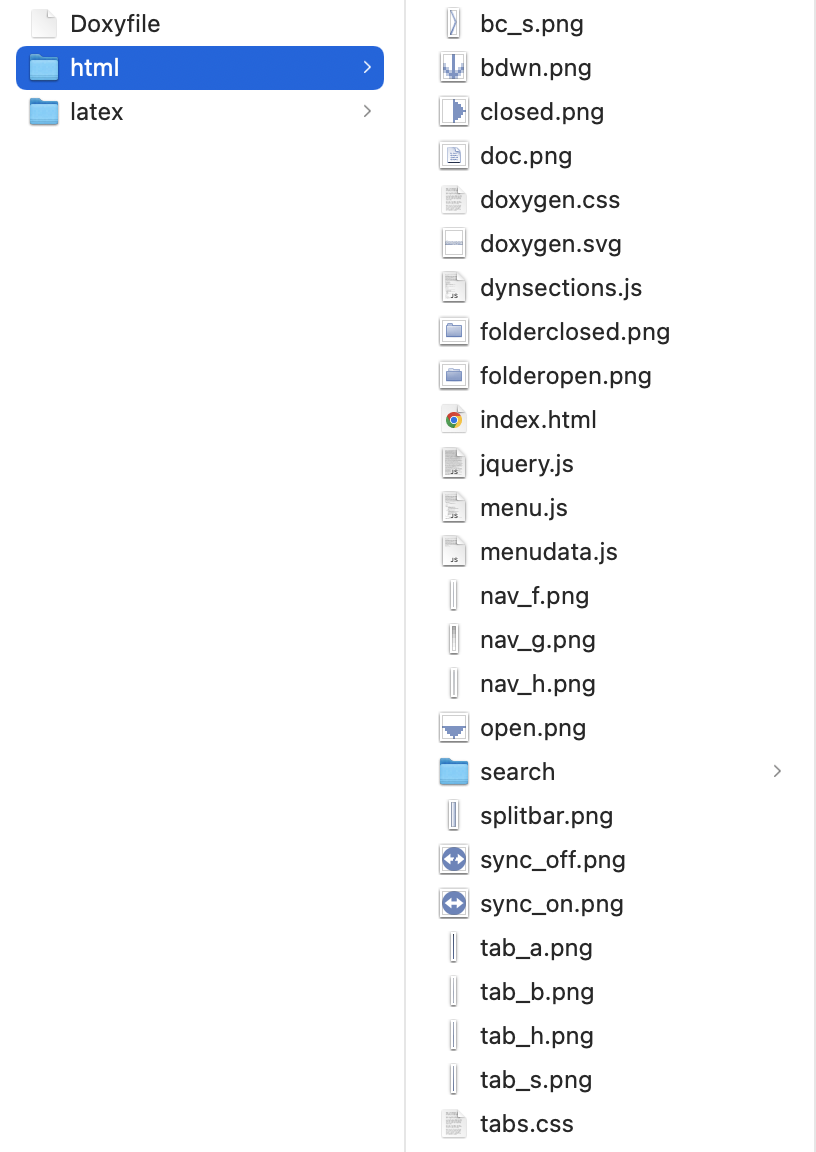 Doxyfile
html
latex
bc_s.png
bdwn.png
closed.png
doc.png
doxygen.css
doxygen.svg
dynsections.js
folderclosed.png
folderopen.png
index.html
jquery.js
menu.js
menudata.js
nav_f.png
nav_g.png
nav_h.png
open.png
search
splitbar.png
sync_off.png
sync_on.png
tab_a.png
tab_b.png
tab_h.png
tab_s.png
tabs.css